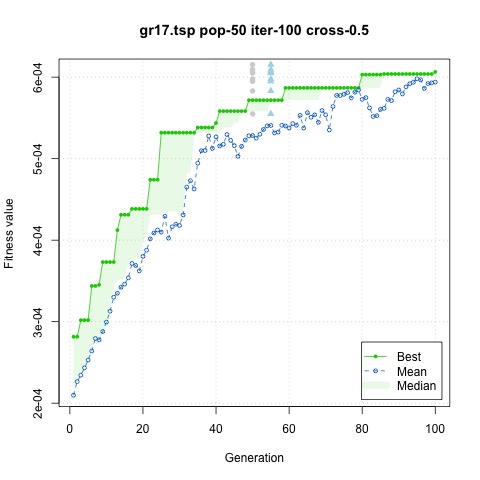 gr17.tsp pop-50 iter-100 cross-0.5
6e-04
5e-04
4e-04
3e-04
2e-04
Fitness value
Best
Mean
Median
0 20 40 60 80 100
Generation